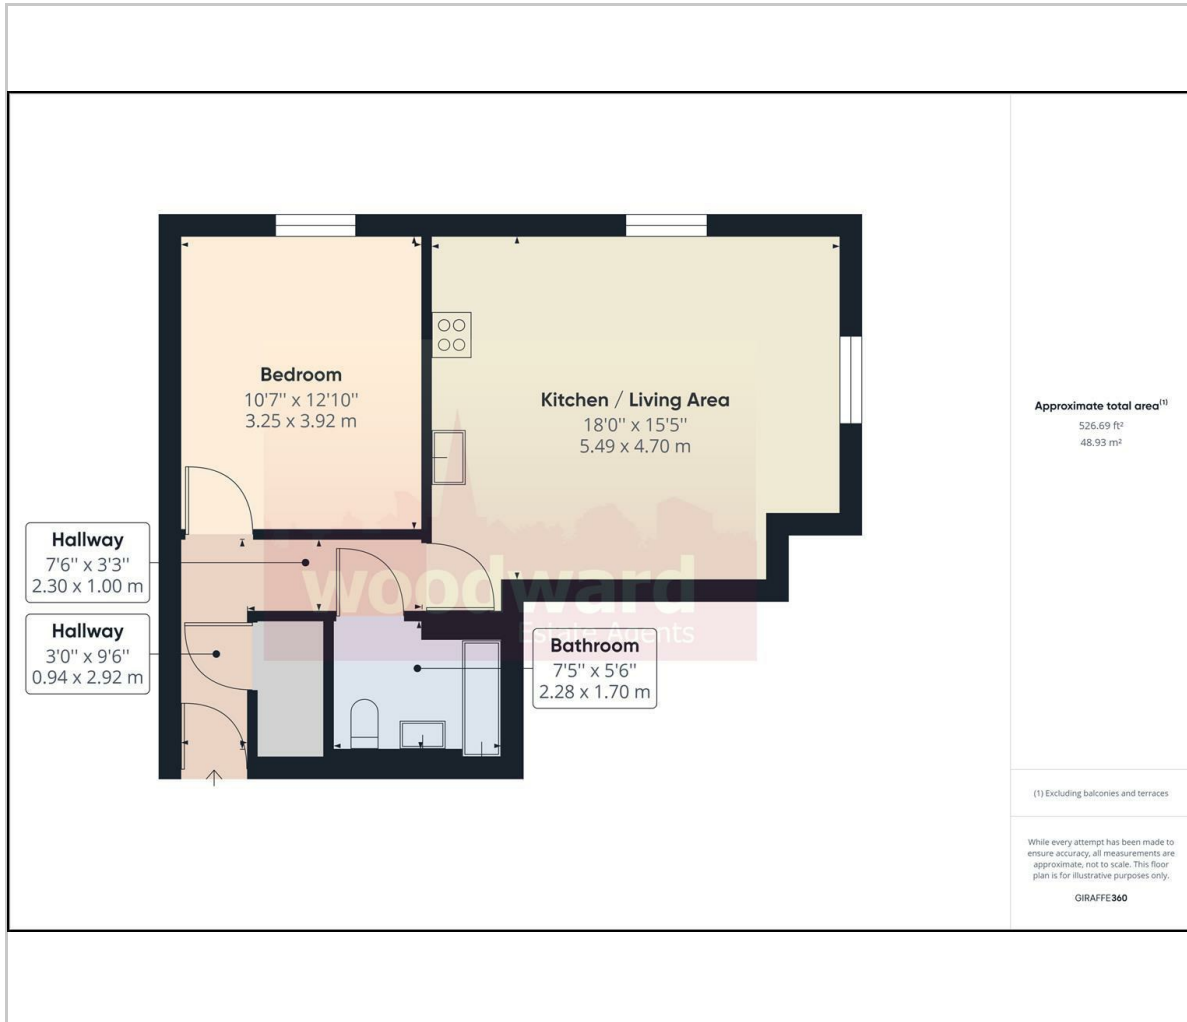 Bedroom
10'7" x 12'10"
3.25 x 3.92 m
Kitchen / Living Area
18'0" x 15'5"
5.49 x 4.70 m
Hallway
7'6" x 3'3"
2.30 x 1.00 m
Hallway
3'0" x 9'6"
0.94 x 2.92 m
Bathroom
7'5" x 5'6"
2.28 x 1.70 m
woodward
Estate Agents
Approximate total area(1)
526.69 ft²
48.93 m²
(1) Excluding balconies and terraces
While every attempt has been made to
ensure accuracy, all measurements are
approximate, not to scale. This floor
plan is for illustrative purposes only.
GIRAFFE360